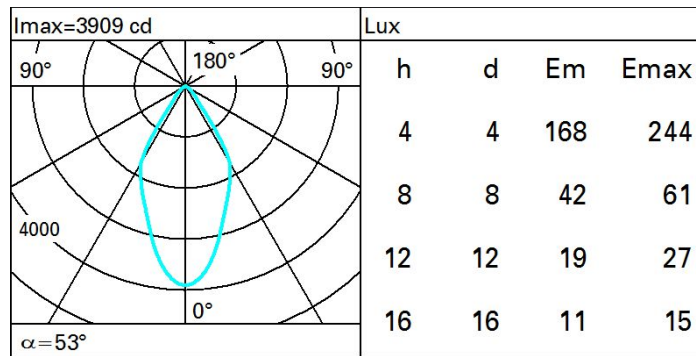 Imax=3909 cd
90° 180° 90°
4000
0°
α=53°
Lux
h d Em Emax
4 4 168 244
8 8 42 61
12 12 19 27
16 16 11 15